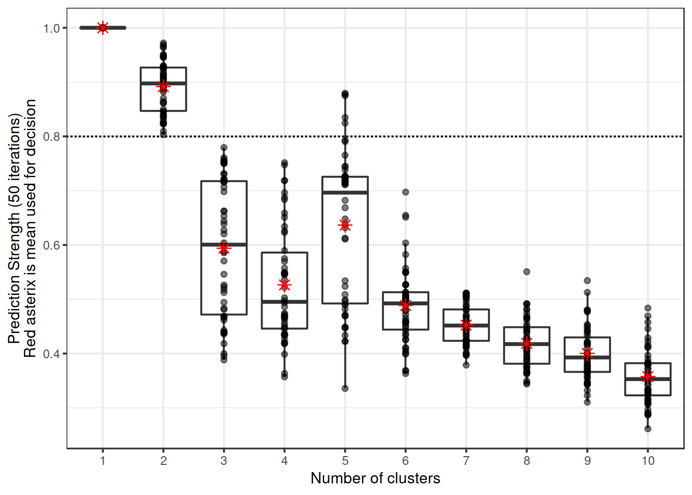 Prediction Strength (50 iterations)
Red asterix is mean used for decision
1.0
0.8
0.6
0.4
1 2 3 4 5 6 7 8 9 10
Number of clusters